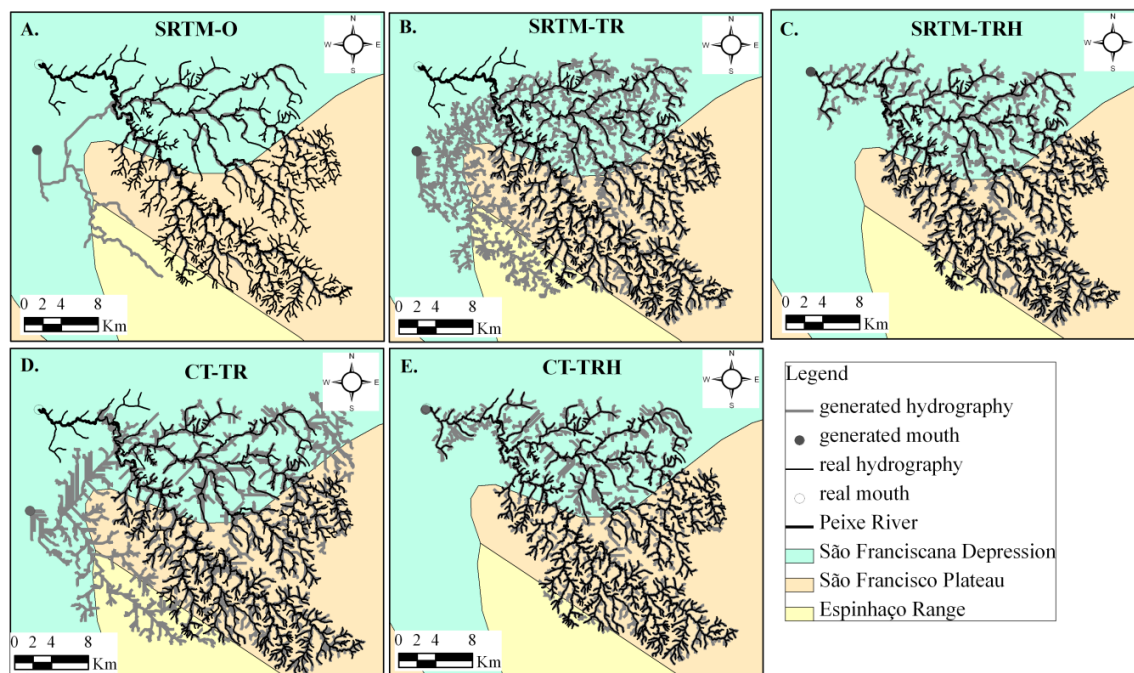 A.
SRTM-O
N
W E
S
0 2 4 8
Km
B.
SRTM-TR
N
W E
S
0 2 4 8
Km
C.
SRTM-TRH
N
W E
S
0 2 4 8
Km
D.
CT-TR
N
W E
S
0 2 4 8
Km
E.
CT-TRH
N
W E
S
0 2 4 8
Km
Legend
generated hydrography
generated mouth
real hydrography
real mouth
Peixe River
São Franciscana Depression
São Francisco Plateau
Espinhaço Range